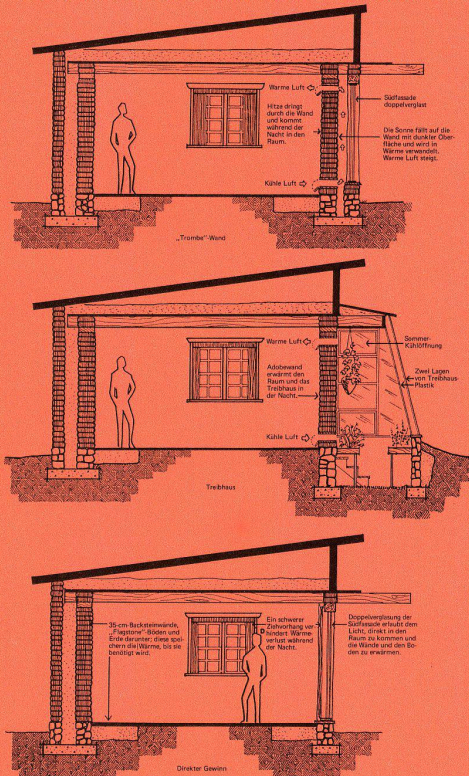 Warme Luft
Hitze dringt
durch die Wand
und kommt
während der
Nacht in den
Raum.
Kühle Luft
Südfassade
doppelverglast
Die Sonne fällt auf die
Wand mit dunkler Ober-
fläche und wird in
Wärme verwandelt.
Warme Luft steigt.
„Trombe"-Wand
Warme Luft
Adobewand
erwärmt den
Raum und das
Treibhaus in
der Nacht.
Kühle Luft
Sommer-
Kühlöffnung
Zwei Lagen
von Treibhaus-
Plastik
Treibhaus
35-cm-Backsteinwände,
„Flagstone"-Böden und
Erde darunter; diese spei-
chern die Wärme, bis sie
benötigt wird.
Ein schwerer
Ziehvorhang ver-
hindert Wärme-
verlust während
der Nacht.
Doppelverglasung der
Südfassade erlaubt dem
Licht, direkt in den
Raum zu kommen und
die Wände und den Bo-
den zu erwärmen.
Direkter Gewinn